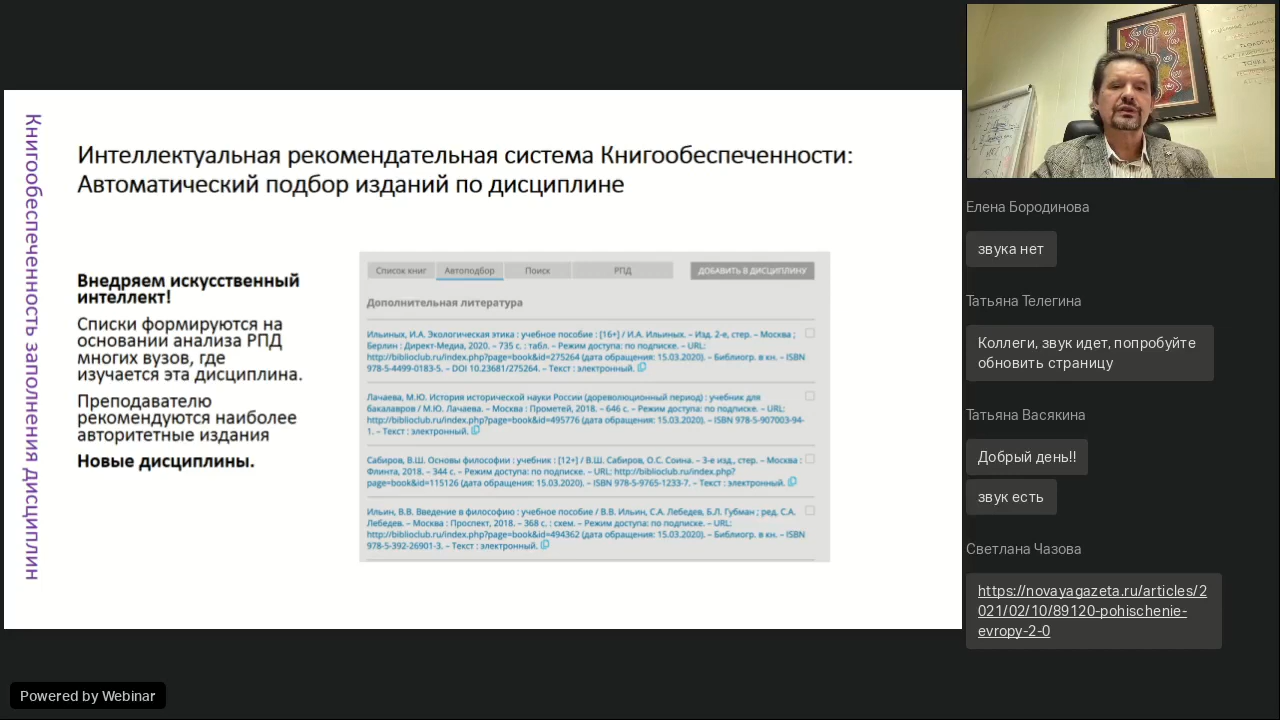 Книгообеспеченность заполнения дисциплин
Интеллектуальная рекомендательная система Книгообеспеченности:
Автоматический подбор изданий по дисциплине
Внедряем искусственный
интеллект!
Списки формируются на
основании анализа РПД
многих вузов, где
изучается эта дисциплина.
Преподавателю
рекомендуются наиболее
авторитетные издания
Новые дисциплины.
Список книг
Автоподбор
Поиск
РПД
ДОБАВИТЬ В ДИСЦИПЛИНУ
Дополнительная литература
Ильиных, И.А. Экологическая этика : учебное пособие : [16+] / И.А. Ильиных. – Изд. 2-е, стер. – Москва ;
Берлин : Директ-Медиа, 2020. – 735 с. : табл. – Режим доступа: по подписке. – URL:
http://biblioclub.ru/index.php?page=book&id=275264 (дата обращения: 15.03.2020). – Библиогр. в кн. – ISBN
978-5-4499-0183-5. – DOI 10.23681/275264. – Текст : электронный.
Лачаева, М.Ю. История исторической науки России (дореволюционный период) : учебник для
бакалавров / М.Ю. Лачаева. – Москва : Прометей, 2018. – 646 с. – Режим доступа: по подписке. – URL:
http://biblioclub.ru/index.php?page=book&id=495776 (дата обращения: 15.03.2020). – ISBN 978-5-907003-94-
1. – Текст : электронный.
Сабиров, В.Ш. Основы философии : учебник : [12+] / В.Ш. Сабиров, О.С. Соина. – 3-е изд., стер. – Москва :
Флинта, 2018. – 344 с. – Режим доступа: по подписке. – URL: http://biblioclub.ru/index.php?
page=book&id=115126 (дата обращения: 15.03.2020). – ISBN 978-5-9765-1233-7. – Текст : электронный.
Ильин, В.В. Введение в философию : учебное пособие / В.В. Ильин, С.А. Лебедев, Б.Л. Губман ; ред. С.А.
Лебедев. – Москва : Проспект, 2018. – 368 с. : схем. – Режим доступа: по подписке. – URL:
http://biblioclub.ru/index.php?page=book&id=494362 (дата обращения: 15.03.2020). – Библиогр. в кн. – ISBN
978-5-392-26901-3. – Текст : электронный.
Елена Бородинова
звука нет
Татьяна Телегина
Коллеги, звук идет, попробуйте
обновить страницу
Татьяна Васякина
Добрый день!!
звук есть
Светлана Чазова
https://novayagazeta.ru/articles/2
021/02/10/89120-pohischenie-
evropy-2-0
Powered by Webinar